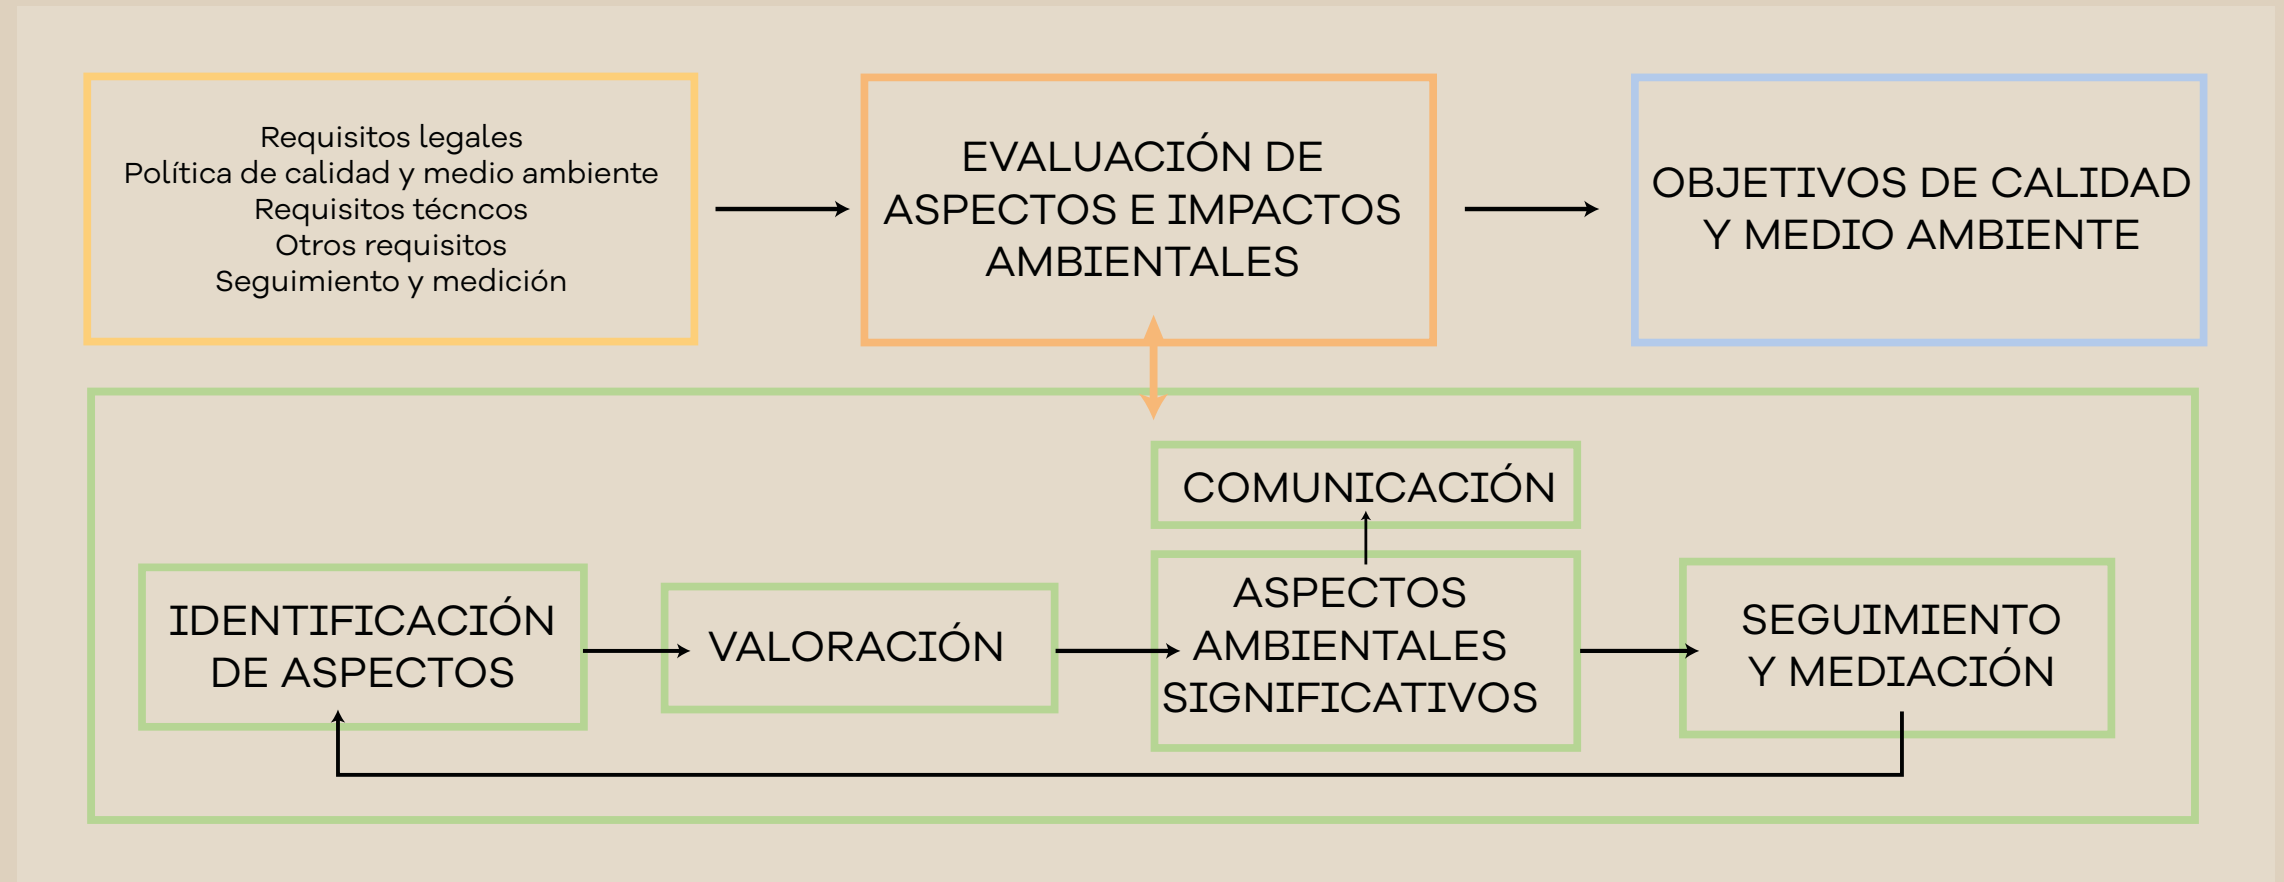 Requisitos legales
Política de calidad y medio ambiente
Requisitos técncos
Otros requisitos
Seguimiento y medición
EVALUACIÓN DE
ASPECTOS E IMPACTOS
AMBIENTALES
OBJETIVOS DE CALIDAD
Y MEDIO AMBIENTE
COMUNICACIÓN
IDENTIFICACIÓN
DE ASPECTOS
VALORACIÓN
ASPECTOS
AMBIENTALES
SIGNIFICATIVOS
SEGUIMIENTO
Y MEDIACIÓN